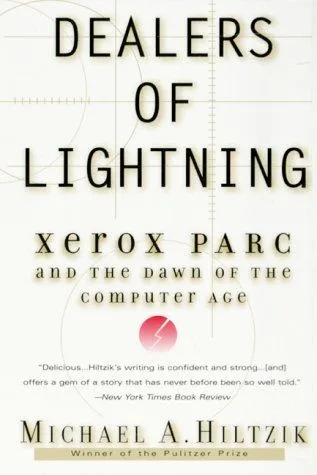 DEALERS
OF
LIGHTNING
xerox PARC
AND THE DAWN OF THE
COMPUTER AGE
"Delicious...Hiltzik's writing is confident and strong...[and]
offers a gem of a story that has never before been so well told."
—New York Times Book Review
MICHAEL A. HILTZIK
Winner of the Pulitzer Prize